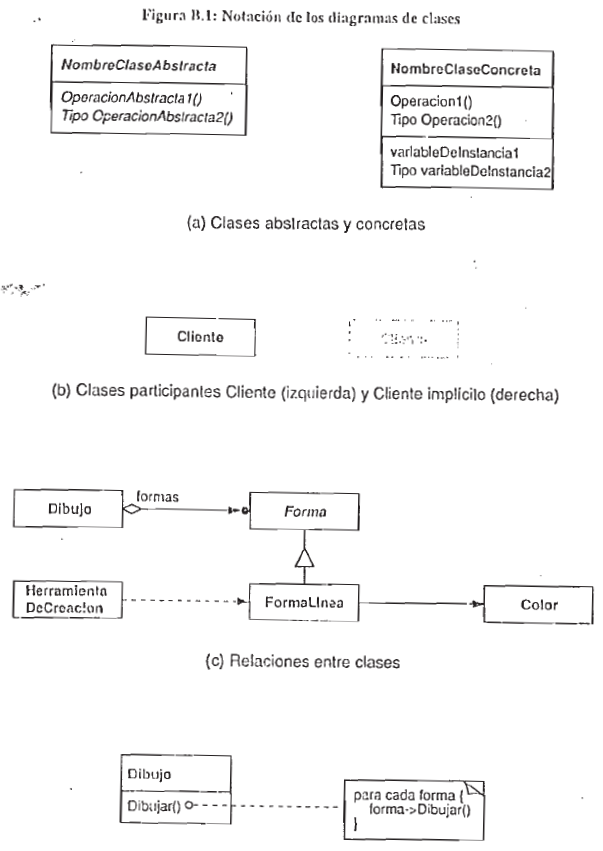 Figura B.1: Notación de los diagramas de clases
NombreClaseAbstracta
OperacionAbstracta1()
Tipo OperacionAbstracta2()
NombreClaseConcreta
Operacion1()
Tipo Operacion2()
variableDeInstancia1
Tipo variableDeInstancia2
(a) Clases abstractas y concretas
Cliente
Cliente
(b) Clases participantes Cliente (izquierda) y Cliente implícito (derecha)
Dibujo
formas
Forma
Herramienta
DeCreacion
FormaLinea
Color
(c) Relaciones entre clases
Dibujo
Dibujar()
para cada forma {
forma->Dibujar()
}